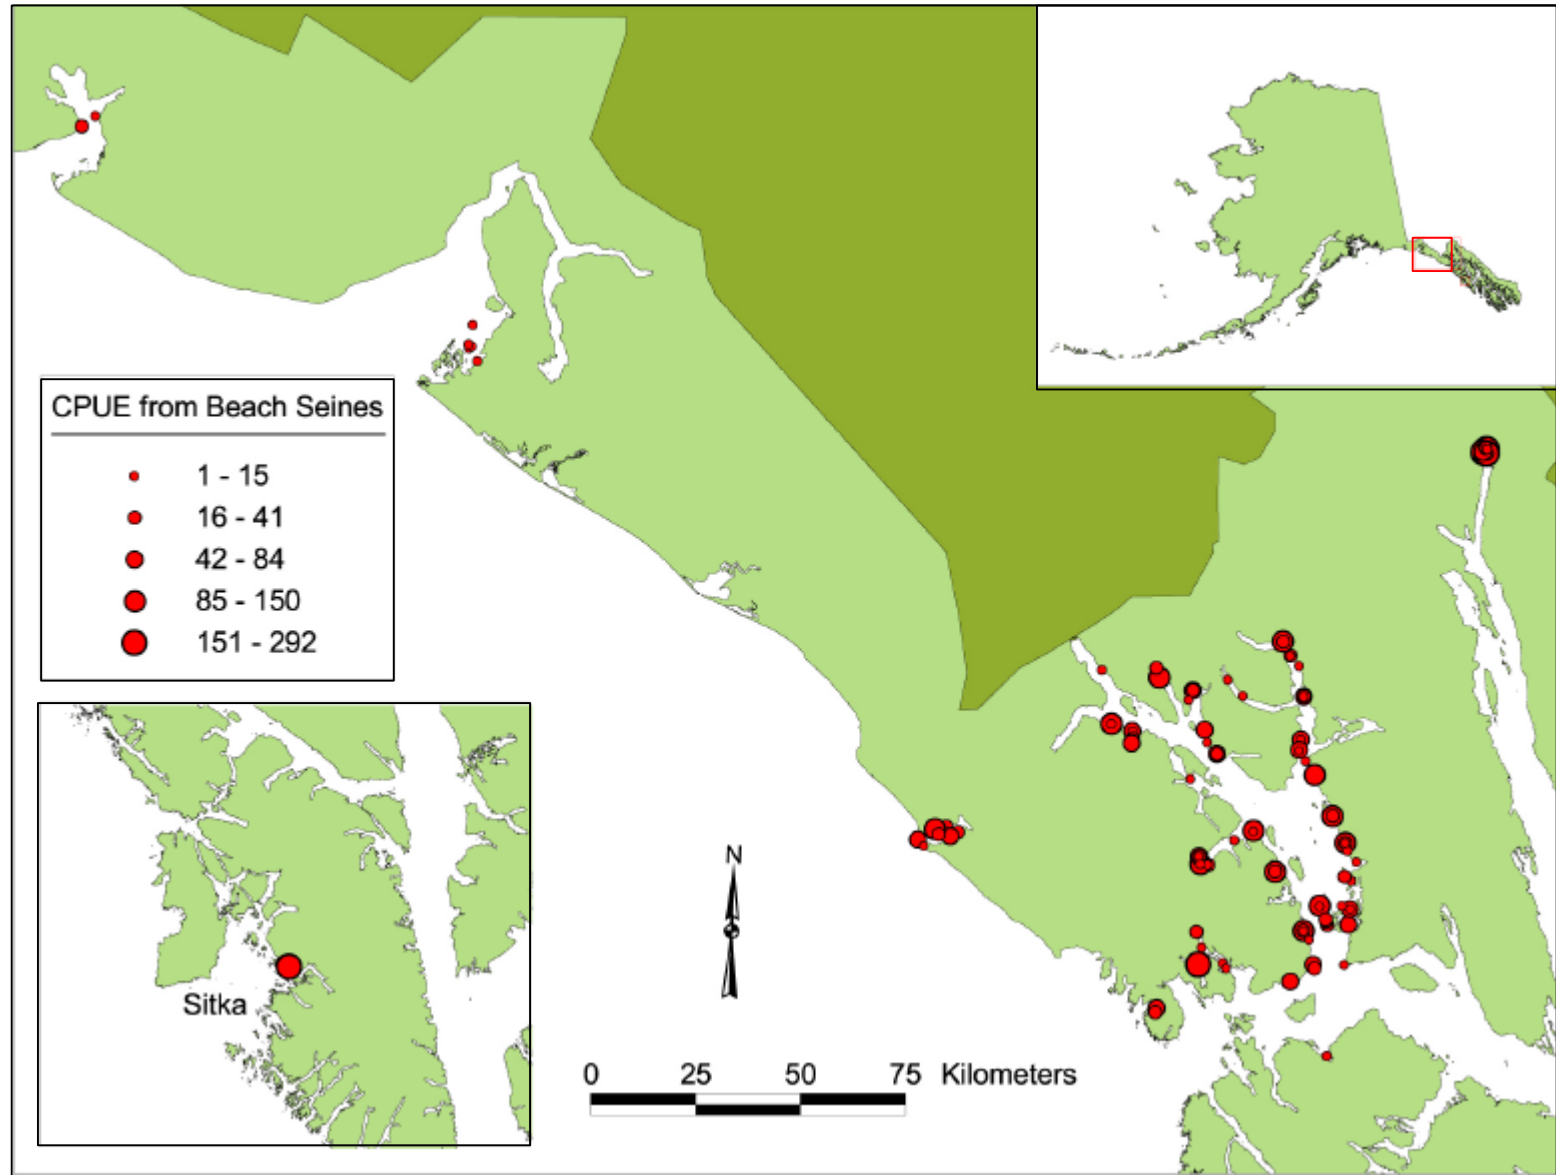 CPUE from Beach Seines
1 - 15
16 - 41
42 - 84
85 - 150
151 - 292
Sitka
N
0 25 50 75 Kilometers